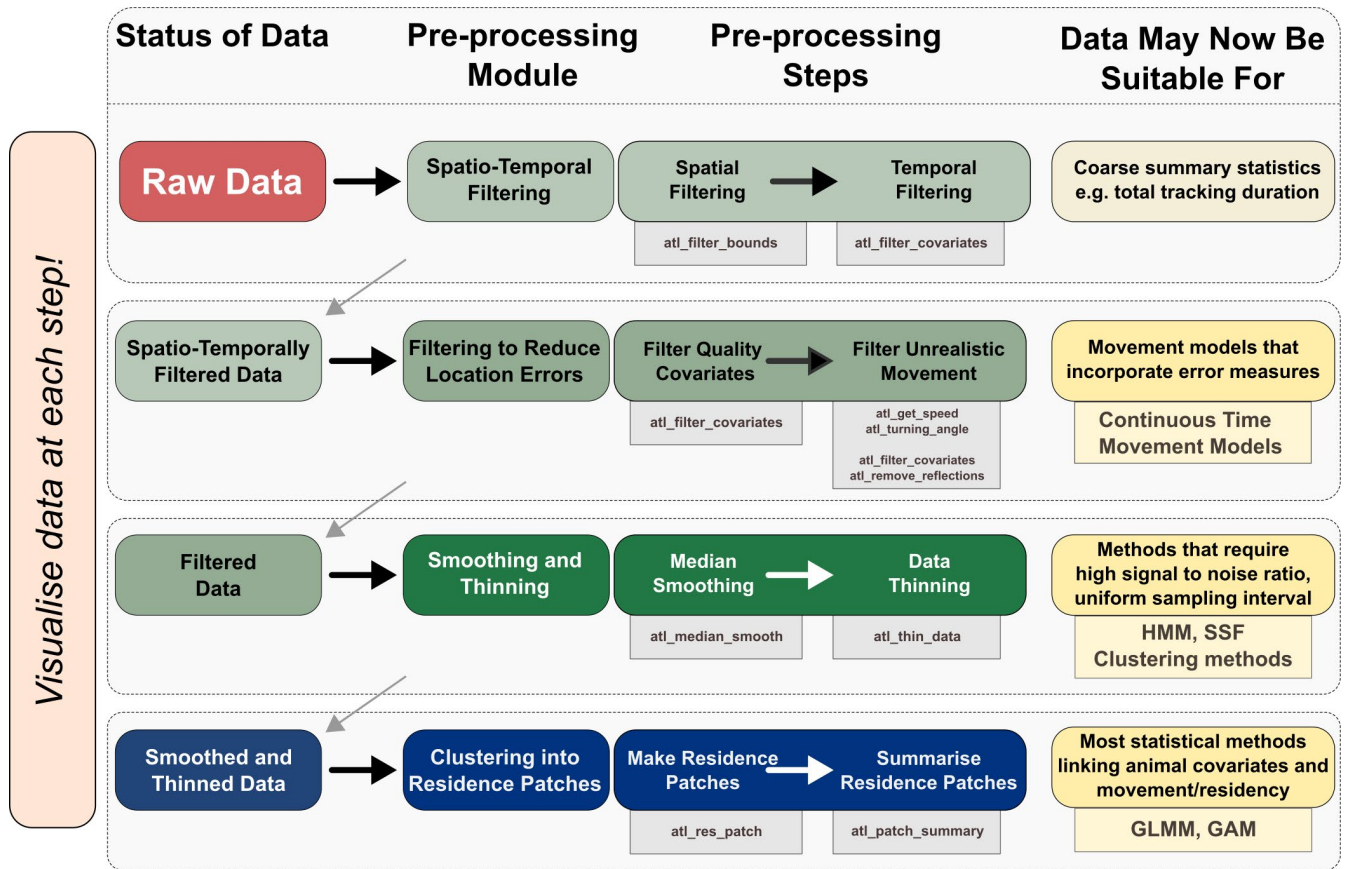 Status of Data
Pre-processing
Module
Pre-processing
Steps
Data May Now Be
Suitable For
Visualise data at each step!
Raw Data
Spatio-Temporal
Filtering
Spatial
Filtering
Temporal
Filtering
Coarse summary statistics
e.g. total tracking duration
atl_filter_bounds
atl_filter_covariates
Spatio-Temporally
Filtered Data
Filtering to Reduce
Location Errors
Filter Quality
Covariates
Filter Unrealistic
Movement
Movement models that
incorporate error measures
atl_filter_covariates
atl_get_speed
atl_turning_angle
atl_filter_covariates
atl_remove_reflections
Continuous Time
Movement Models
Filtered
Data
Smoothing and
Thinning
Median
Smoothing
Data
Thinning
Methods that require
high signal to noise ratio,
uniform sampling interval
atl_median_smooth
atl_thin_data
HMM, SSF
Clustering methods
Smoothed and
Thinned Data
Clustering into
Residence Patches
Make Residence
Patches
Summarise
Residence Patches
Most statistical methods
linking animal covariates and
movement/residency
atl_res_patch
atl_patch_summary
GLMM, GAM